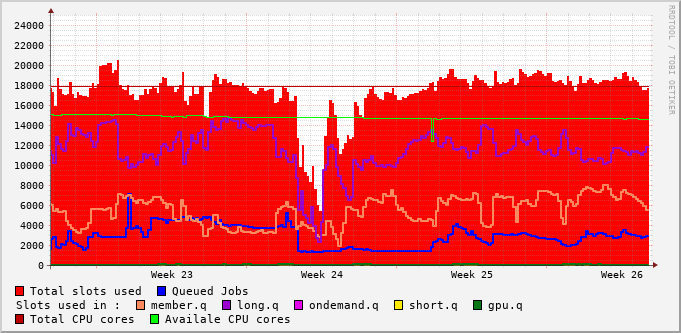 24000
22000
20000
18000
16000
14000
12000
10000
8000
6000
4000
2000
0
Week 23 Week 24 Week 25 Week 26
Total slots used Queued Jobs
Slots used in : member.q long.q ondemand.q short.q gpu.q
Total CPU cores Availale CPU cores
RRDTOOL / TOBI OETIKER